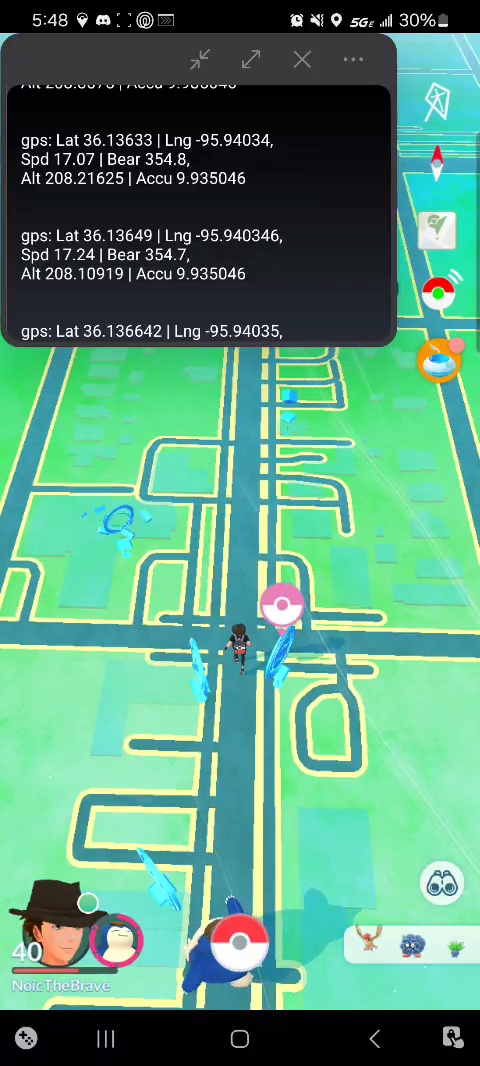 5:48
5GE
30%
gps: Lat 36.13633 | Lng -95.94034,
Spd 17.07 | Bear 354.8,
Alt 208.21625 | Accu 9.935046
gps: Lat 36.13649 | Lng -95.940346,
Spd 17.24 | Bear 354.7,
Alt 208.10919 | Accu 9.935046
gps: Lat 36.136642 | Lng -95.94035,
40
NoicTheBrave